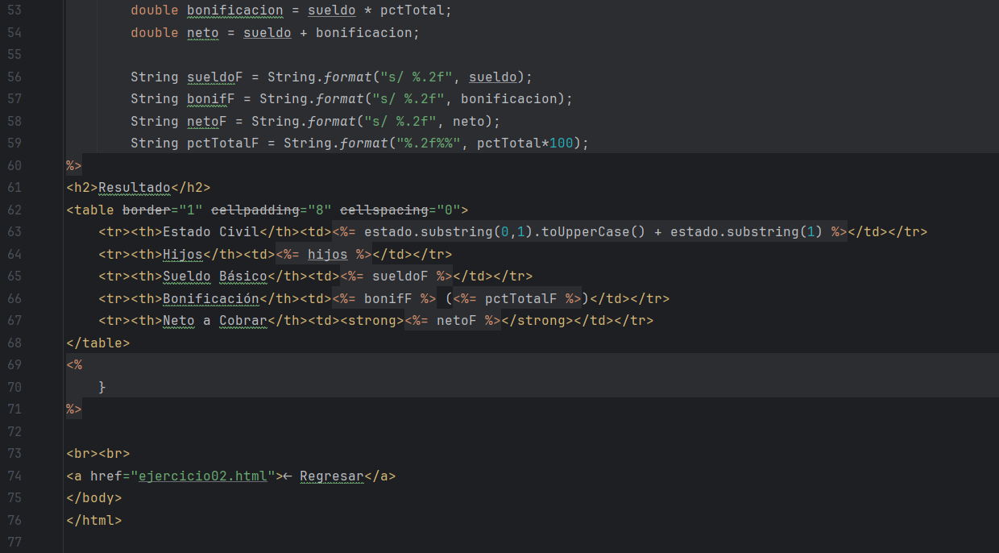 53 double bonificacion = sueldo * pctTotal;
54 double neto = sueldo + bonificacion;
55
56 String sueldoF = String.format("s/ %.2f", sueldo);
57 String bonifF = String.format("s/ %.2f", bonificacion);
58 String netoF = String.format("s/ %.2f", neto);
59 String pctTotalF = String.format("%.2f%%", pctTotal*100);
60 %>
61 <h2>Resultado</h2>
62 <table border="1" cellpadding="8" cellspacing="0">
63 <tr><th>Estado Civil</th><td><%= estado.substring(0,1).toUpperCase() + estado.substring(1) %></td></tr>
64 <tr><th>Hijos</th><td><%= hijos %></td></tr>
65 <tr><th>Sueldo Básico</th><td><%= sueldoF %></td></tr>
66 <tr><th>Bonificación</th><td><%= bonifF %> (<%= pctTotalF %>)</td></tr>
67 <tr><th>Neto a Cobrar</th><td><strong><%= netoF %></strong></td></tr>
68 </table>
69 <%
70 }
71 %>
72
73 <br><br>
74 <a href="ejercicio02.html">← Regresar</a>
75 </body>
76 </html>
77